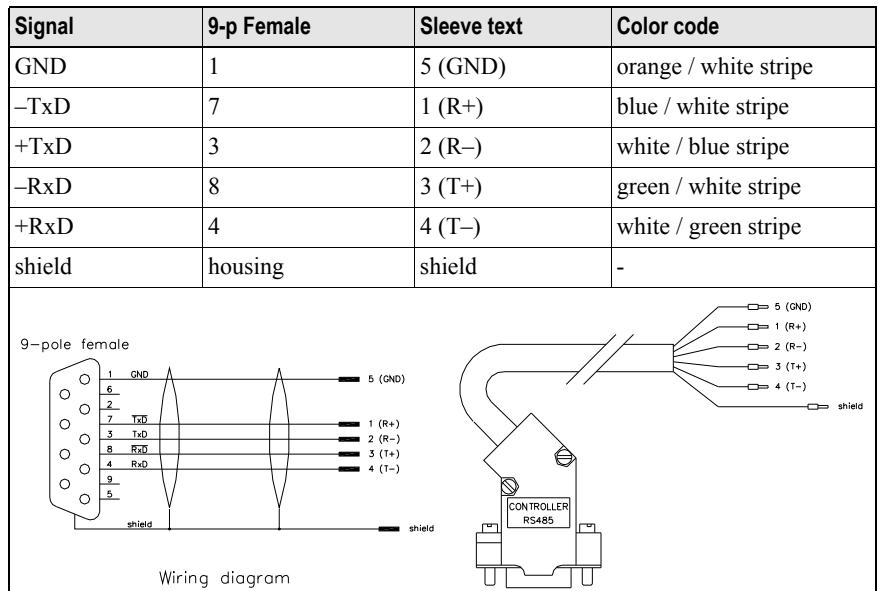 Signal 9-p Female Sleeve text Color code
GND 1 5 (GND) orange / white stripe
–TxD 7 1 (R+) blue / white stripe
+TxD 3 2 (R–) white / blue stripe
–RxD 8 3 (T+) green / white stripe
+RxD 4 4 (T–) white / green stripe
shield housing shield -
9-pole female
1 GND 5 (GND)
6
2
7 TxD 1 (R+)
3 TxD 2 (R-)
8 RxD 3 (T+)
4 RxD 4 (T-)
9
5
shield shield
Wiring diagram
5 (GND)
1 (R+)
2 (R-)
3 (T+)
4 (T-)
shield
CONTROLLER
RS485